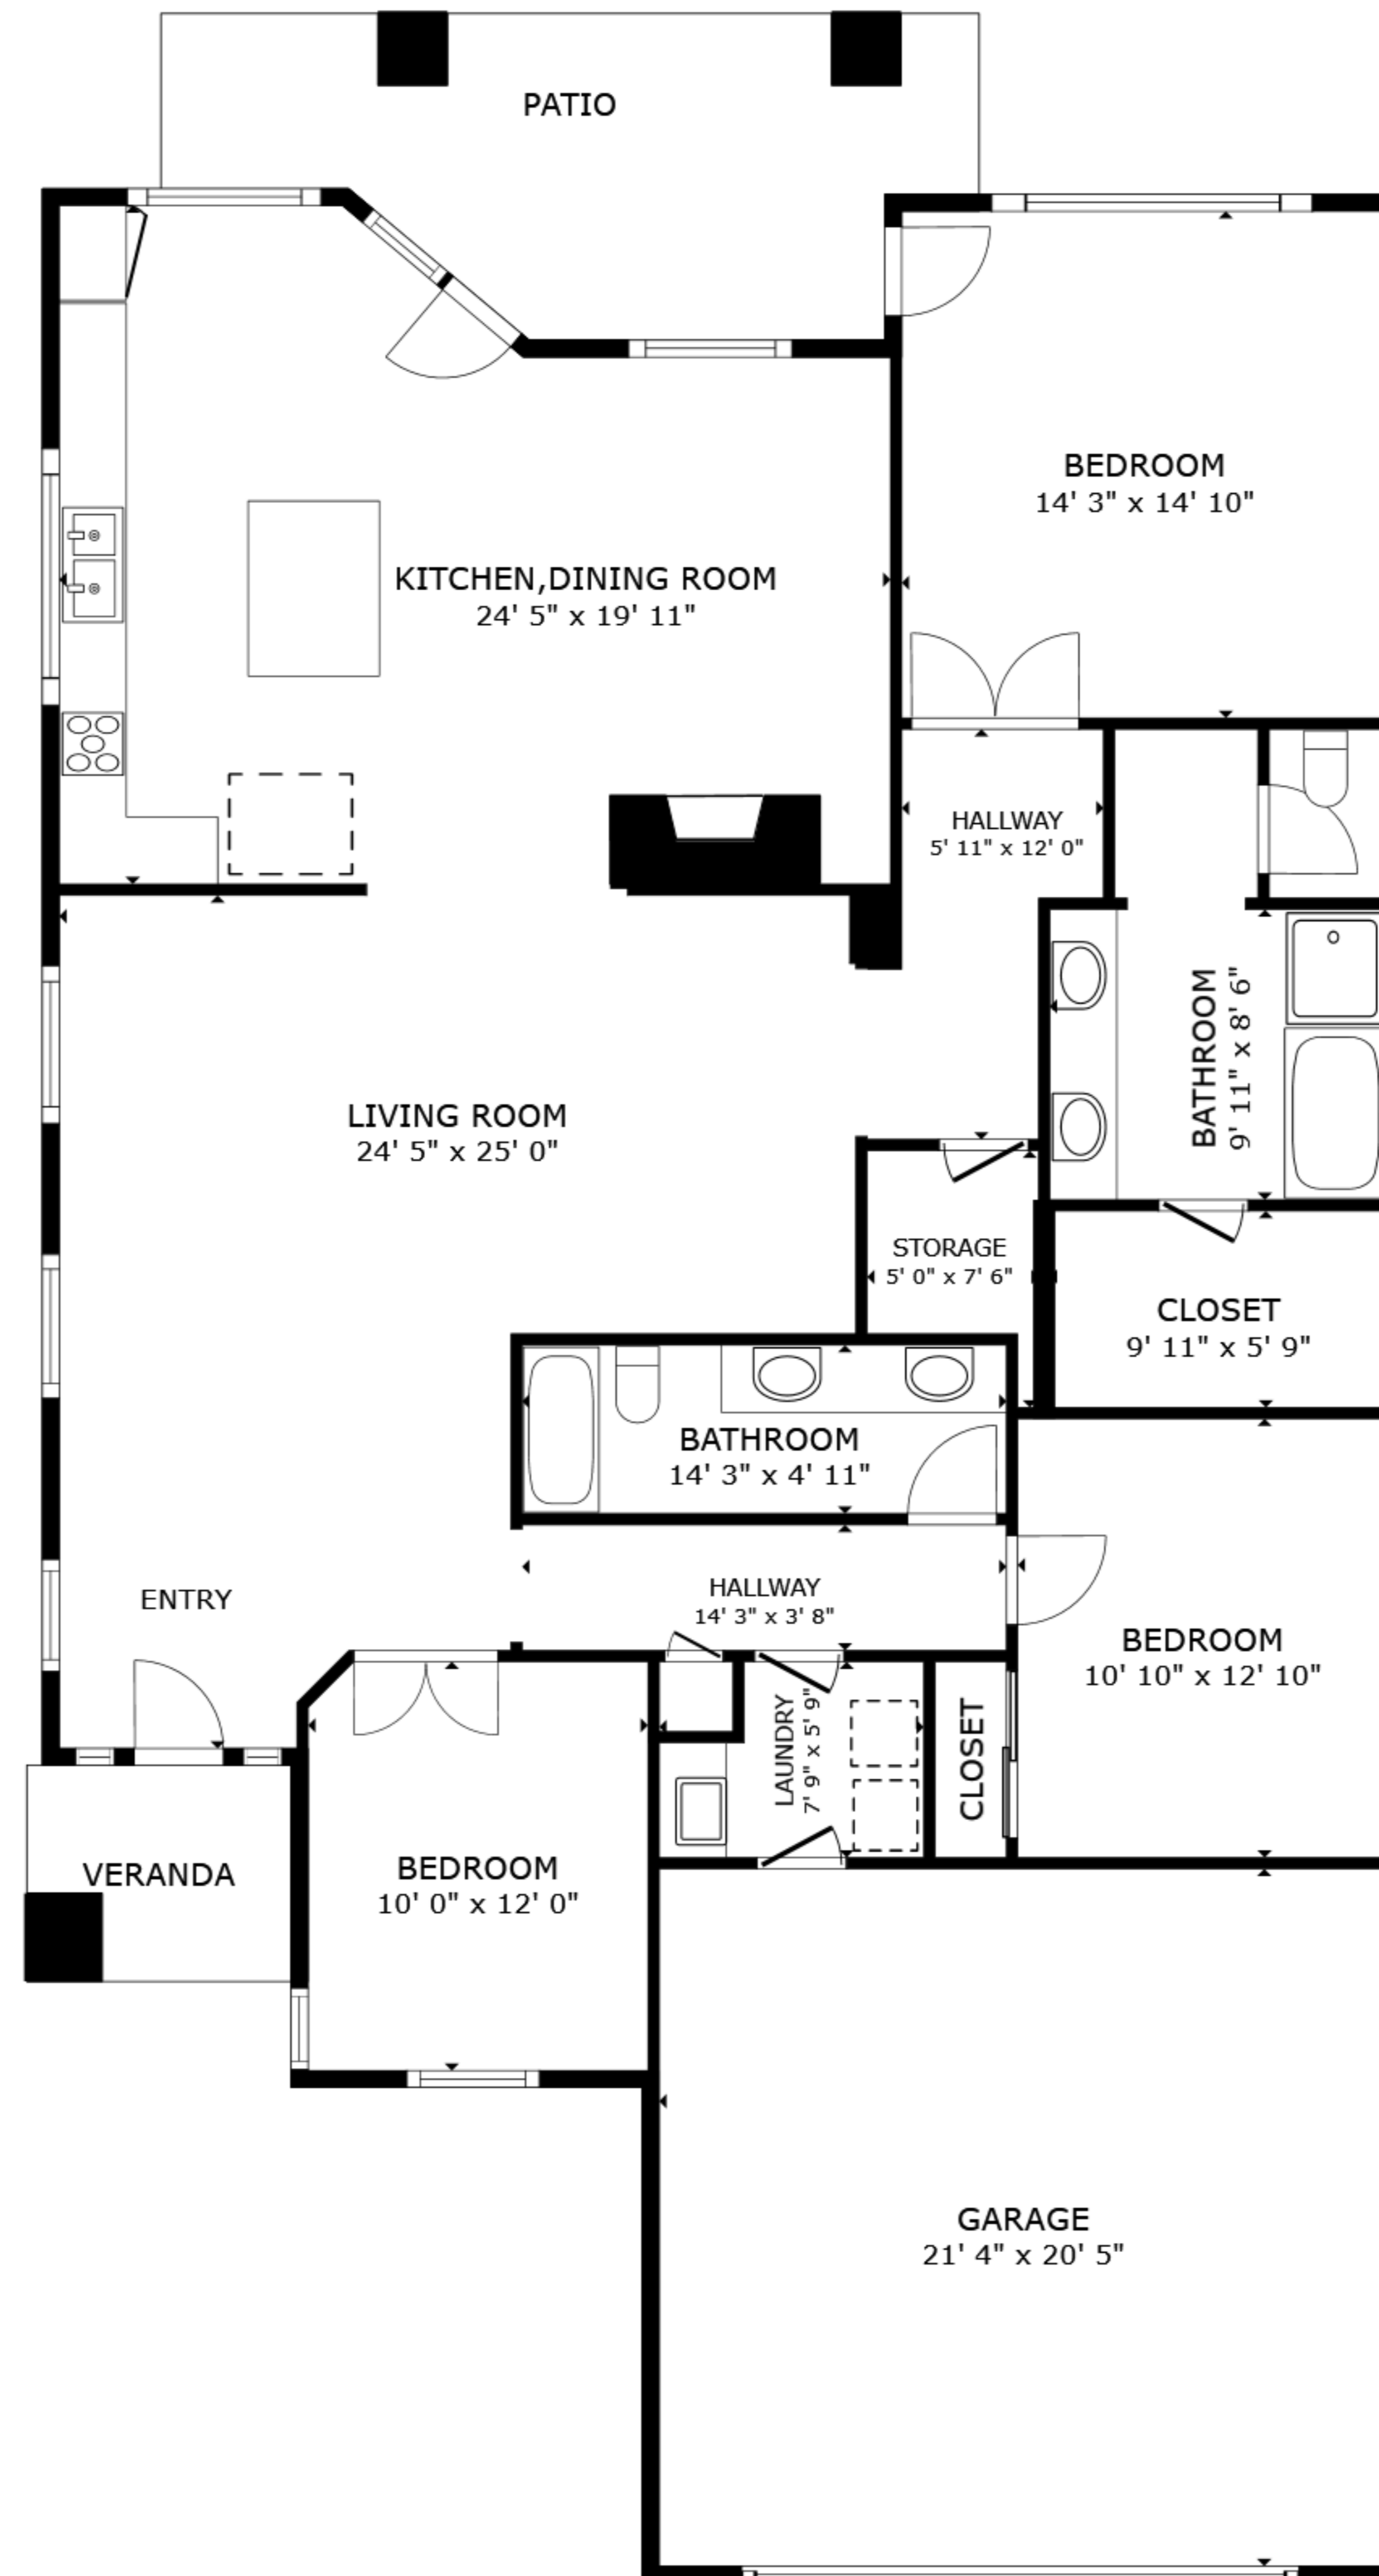 PATIO
BEDROOM
14' 3" x 14' 10"
KITCHEN,DINING ROOM
24' 5" x 19' 11"
HALLWAY
5' 11" x 12' 0"
BATHROOM
9' 11" x 8' 6"
LIVING ROOM
24' 5" x 25' 0"
STORAGE
5' 0" x 7' 6"
CLOSET
9' 11" x 5' 9"
BATHROOM
14' 3" x 4' 11"
HALLWAY
14' 3" x 3' 8"
ENTRY
BEDROOM
10' 10" x 12' 10"
LAUNDRY
7' 9" x 5' 9"
CLOSET
VERANDA
BEDROOM
10' 0" x 12' 0"
GARAGE
21' 4" x 20' 5"